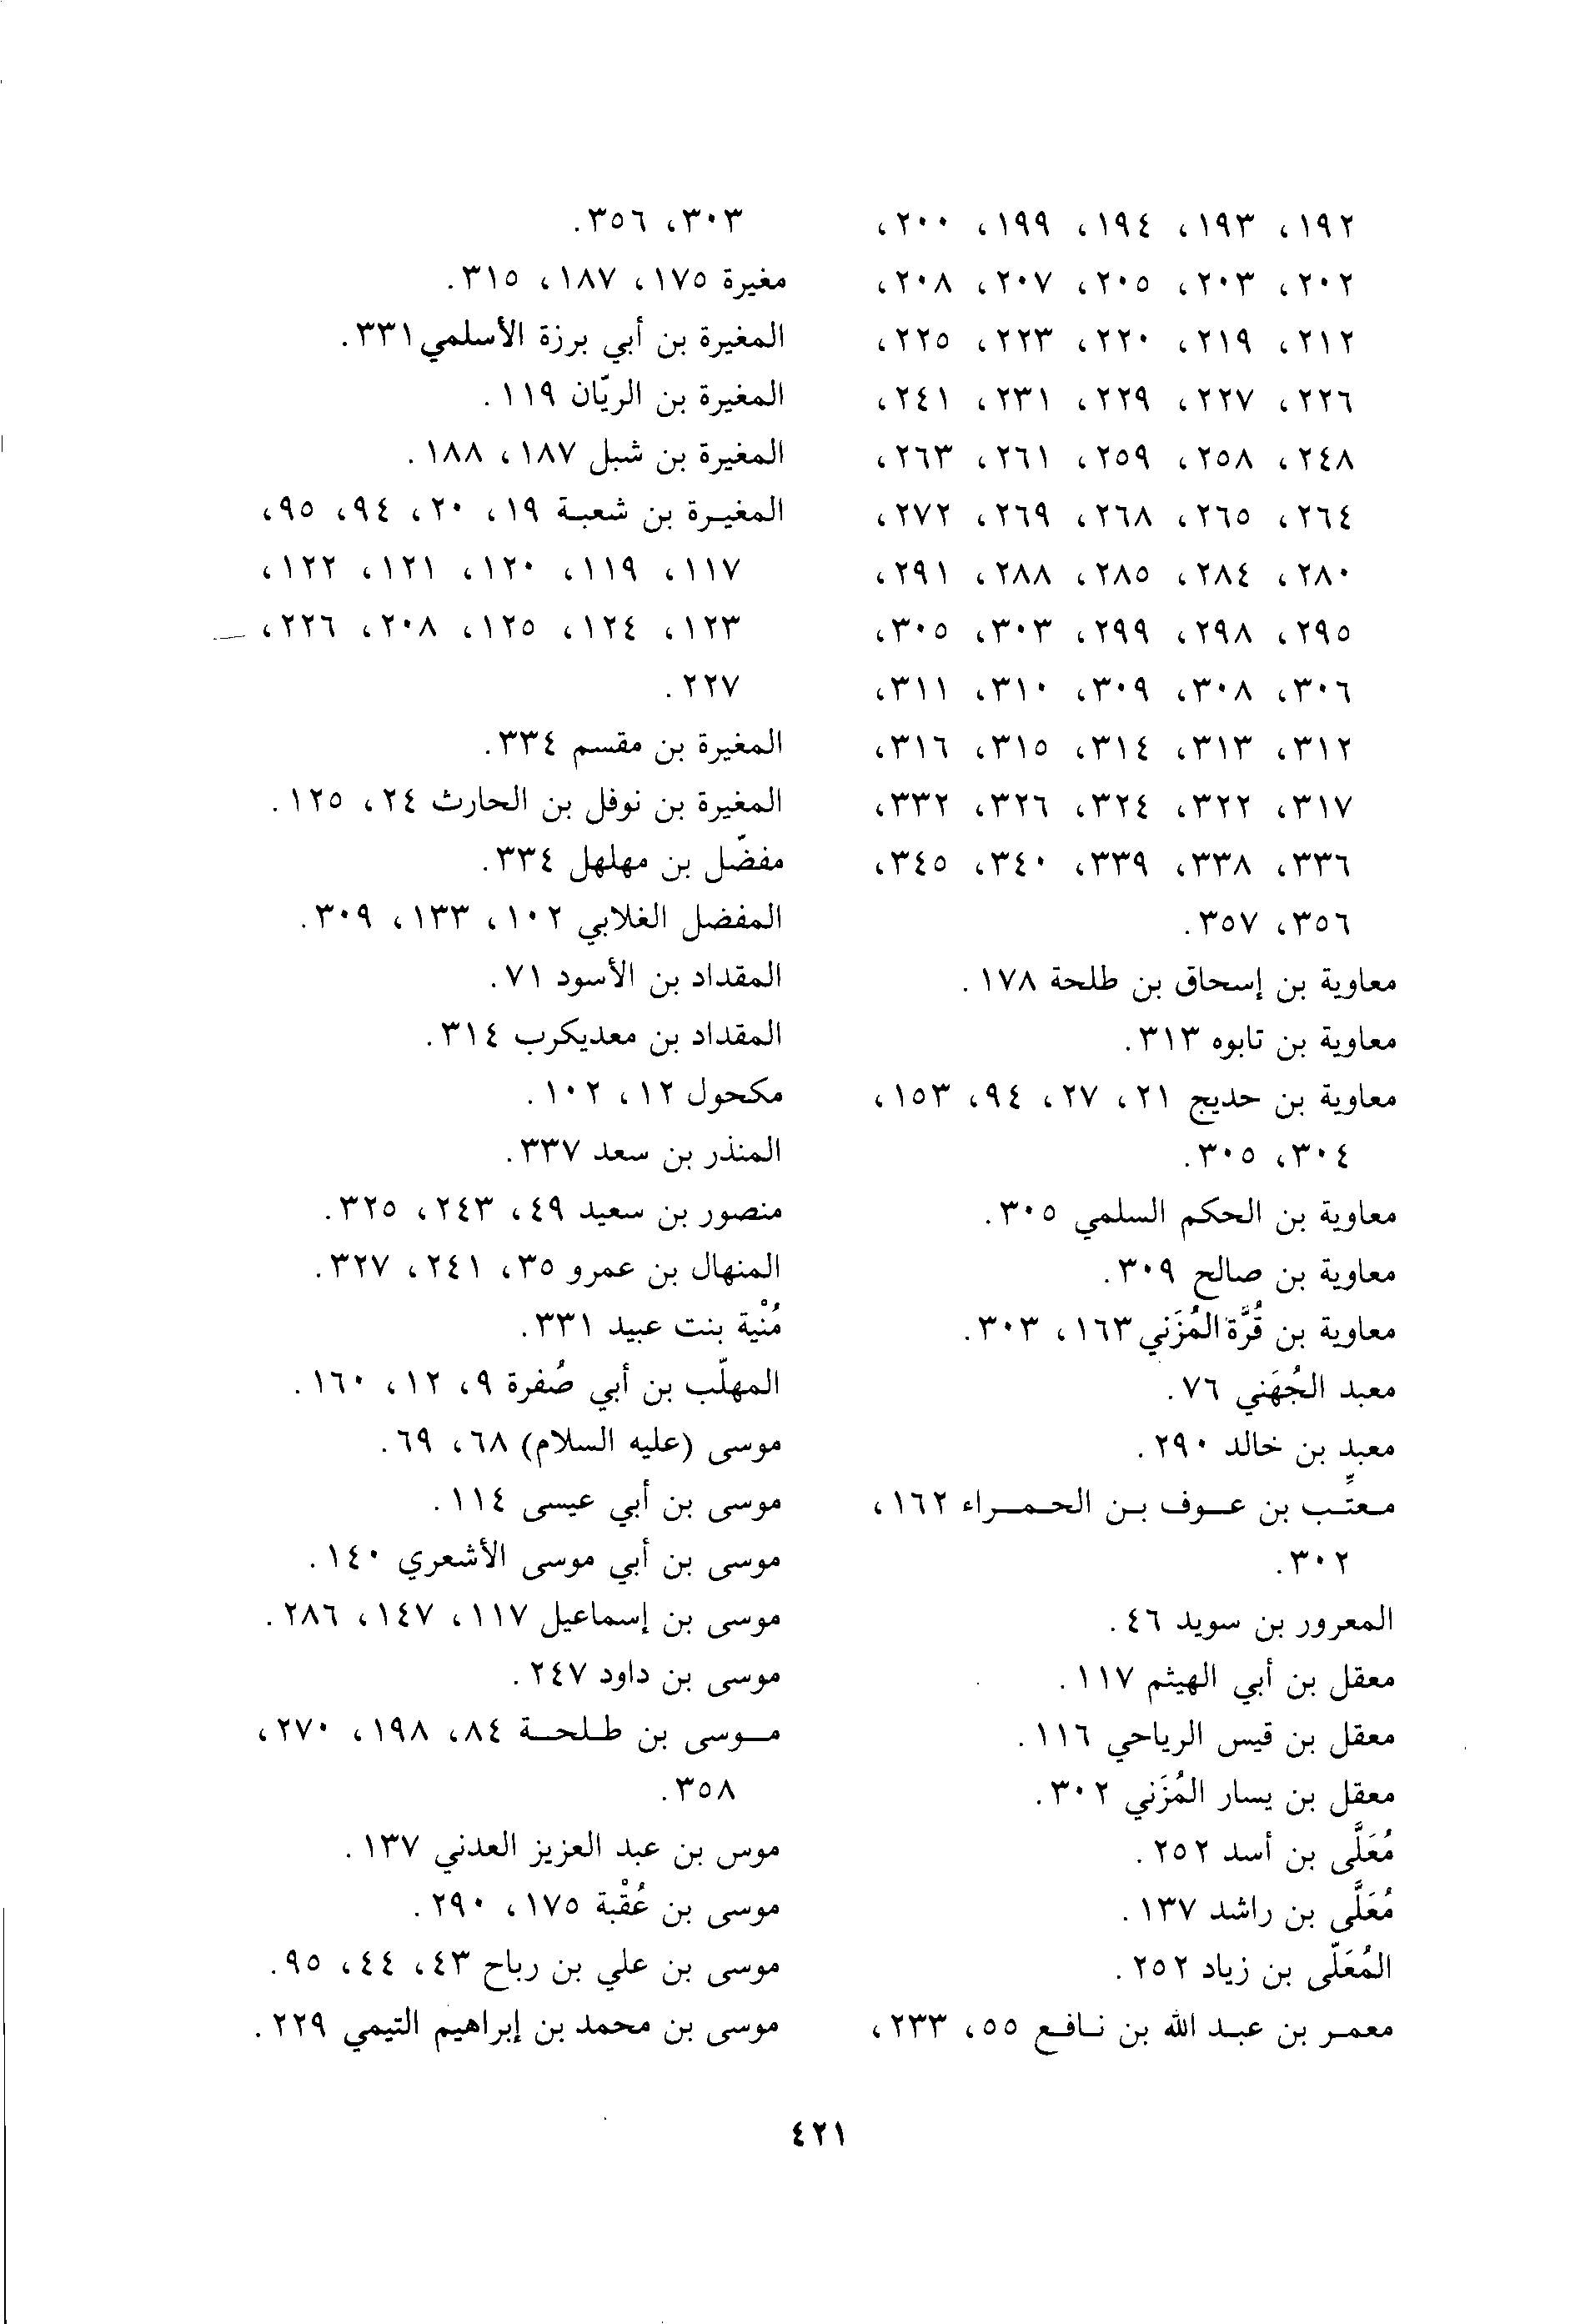 ١٩٢، ١٩٣، ١٩٤، ١٩٩، ٢٠٠،
٢٠٢، ٢٠٣، ٢٠٥، ٢٠٧، ٢٠٨،
٢١٢، ٢١٩، ٢٢٠، ٢٢٣، ٢٢٥،
٢٢٦، ٢٢٧، ٢٢٩، ٢٣١، ٢٤١،
٢٤٨، ٢٥٨، ٢٥٩، ٢٦١، ٢٦٣،
٢٦٤، ٢٦٥، ٢٦٨، ٢٦٩، ٢٧٢،
٢٨٠، ٢٨٤، ٢٨٥، ٢٨٨، ٢٩١،
٢٩٥، ٢٩٨، ٢٩٩، ٣٠٣، ٣٠٥،
٣٠٦، ٣٠٨، ٣٠٩، ٣١٠، ٣١١،
٣١٢، ٣١٣، ٣١٤، ٣١٥، ٣١٦،
٣١٧، ٣٢٢، ٣٢٤، ٣٢٦، ٣٣٢،
٣٣٦، ٣٣٨، ٣٣٩، ٣٤٠، ٣٤٥،
٣٥٦، ٣٥٧.
معاوية بن إسحاق بن طلحة ١٧٨.
معاوية بن تابوه ٣١٣.
معاوية بن حديج ٢١، ٢٧، ٩٤، ١٥٣،
٣٠٤، ٣٠٥.
معاوية بن الحكم السلمي ٣٠٥.
معاوية بن صالح ٣٠٩.
معاوية بن قُرَّة المُزَني ١٦٣، ٣٠٣.
معبد الجُهَني ٧٦.
معبد بن خالد ٢٩٠.
معتِّب بن عوف بن الحمراء ١٦٢،
٣٠٢.
المعرور بن سويد ٤٦.
معقل بن أبي الهيثم ١١٧.
معقل بن قيس الرياحي ١١٦.
معقل بن يسار المُزَني ٣٠٢.
مُعَلَّى بن أسد ٢٥٢.
مُعَلَّى بن راشد ١٣٧.
المُعَلّى بن زياد ٢٥٢.
معمر بن عبد الله بن نافع ٥٥، ٢٣٣،
٣٠٣، ٣٥٦.
مغيرة ١٧٥، ١٨٧، ٣١٥.
المغيرة بن أبي برزة الأسلمي ٣٣١.
المغيرة بن الريّان ١١٩.
المغيرة بن شبل ١٨٧، ١٨٨.
المغيرة بن شعبة ١٩، ٢٠، ٩٤، ٩٥،
١١٧، ١١٩، ١٢٠، ١٢١، ١٢٢،
١٢٣، ١٢٤، ١٢٥، ٢٠٨، ٢٢٦،
٢٢٧.
المغيرة بن مقسم ٣٣٤.
المغيرة بن نوفل بن الحارث ٢٤، ١٢٥.
مفضّل بن مهلهل ٣٣٤.
المفضل الغلابي ١٠٢، ١٣٣، ٣٠٩.
المقداد بن الأسود ٧١.
المقداد بن معديكرب ٣١٤.
مكحول ١٢، ١٠٢.
المنذر بن سعد ٣٣٧.
منصور بن سعيد ٤٩، ٢٤٣، ٣٢٥.
المنهال بن عمرو ٣٥، ٢٤١، ٣٢٧.
مُنْية بنت عبيد ٣٣١.
المهلّب بن أبي صُفرة ٩، ١٢، ١٦٠.
موسى (عليه السلام) ٦٨، ٦٩.
موسى بن أبي عيسى ١١٤.
موسى بن أبي موسى الأشعري ١٤٠.
موسى بن إسماعيل ١١٧، ١٤٧، ٢٨٦.
موسى بن داود ٢٤٧.
موسى بن طلحة ٨٤، ١٩٨، ٢٧٠،
٣٥٨.
موس بن عبد العزيز العدني ١٣٧.
موسى بن عُقْبة ١٧٥، ٢٩٠.
موسى بن علي بن رباح ٤٣، ٤٤، ٩٥.
موسى بن محمد بن إبراهيم التيمي ٢٢٩.
٤٢١